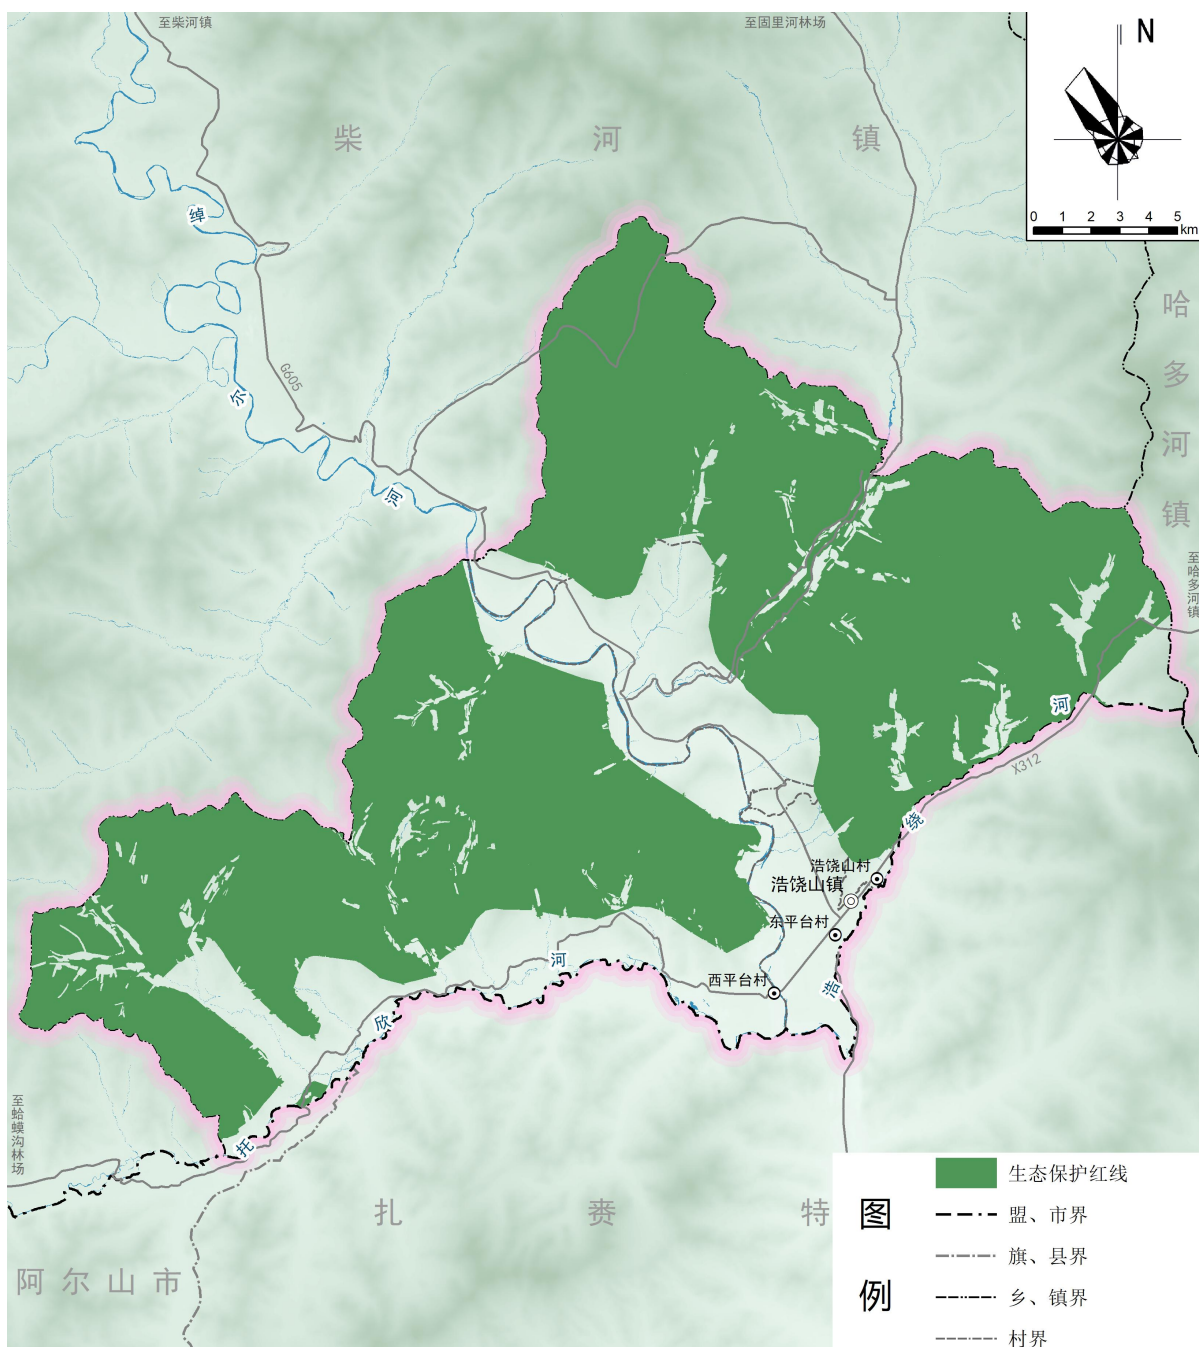 至柴河镇
至固里河林场
N
0 1 2 3 4 5
km
柴河镇
绰尔河
哈多河镇
G605
至哈多河镇
河
X312
绕
浩饶山村
浩饶山镇
东平台村
河
西平台村
浩
欣
托
至蛤蟆沟林场
扎赉特
阿尔山市
图例
生态保护红线
盟、市界
旗、县界
乡、镇界
村界